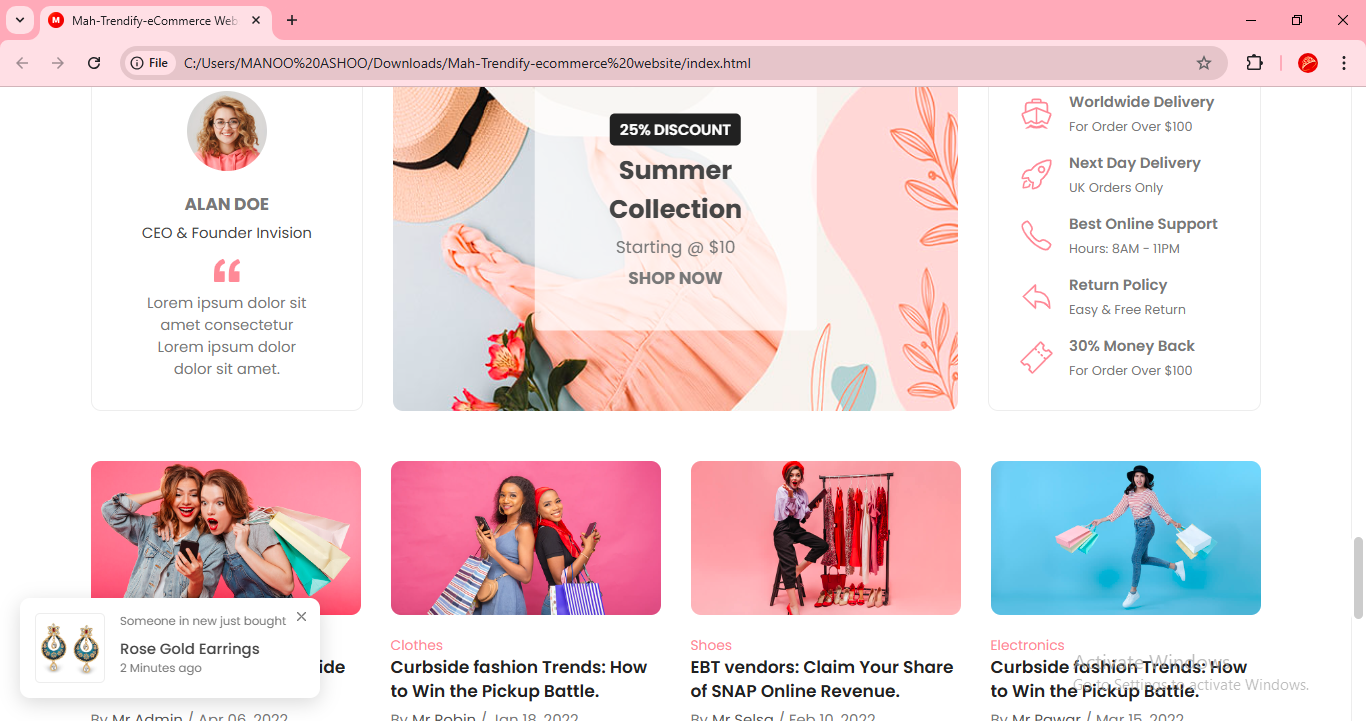 M Mah-Trendify-eCommerce Web
File C:/Users/MANOO%20ASHOO/Downloads/Mah-Trendify-ecommerce%20website/index.html
ALAN DOE
CEO & Founder Invision
Lorem ipsum dolor sit
amet consectetur
Lorem ipsum dolor
dolor sit amet.
25% DISCOUNT
Summer
Collection
Starting @ $10
SHOP NOW
Worldwide Delivery
For Order Over $100
Next Day Delivery
UK Orders Only
Best Online Support
Hours: 8AM - 11PM
Return Policy
Easy & Free Return
30% Money Back
For Order Over $100
Someone in new just bought
Rose Gold Earrings
2 Minutes ago
By Mr Admin / Apr 06, 2022
Clothes
Curbside fashion Trends: How
to Win the Pickup Battle.
By Mr Robin / Jan 18, 2022
Shoes
EBT vendors: Claim Your Share
of SNAP Online Revenue.
By Mr Selsa / Feb 10, 2022
Electronics
Curbside fashion Trends: How
to Win the Pickup Battle.
By Mr Pawar / Mar 15, 2022
Activate Windows
Go to Settings to activate Windows.